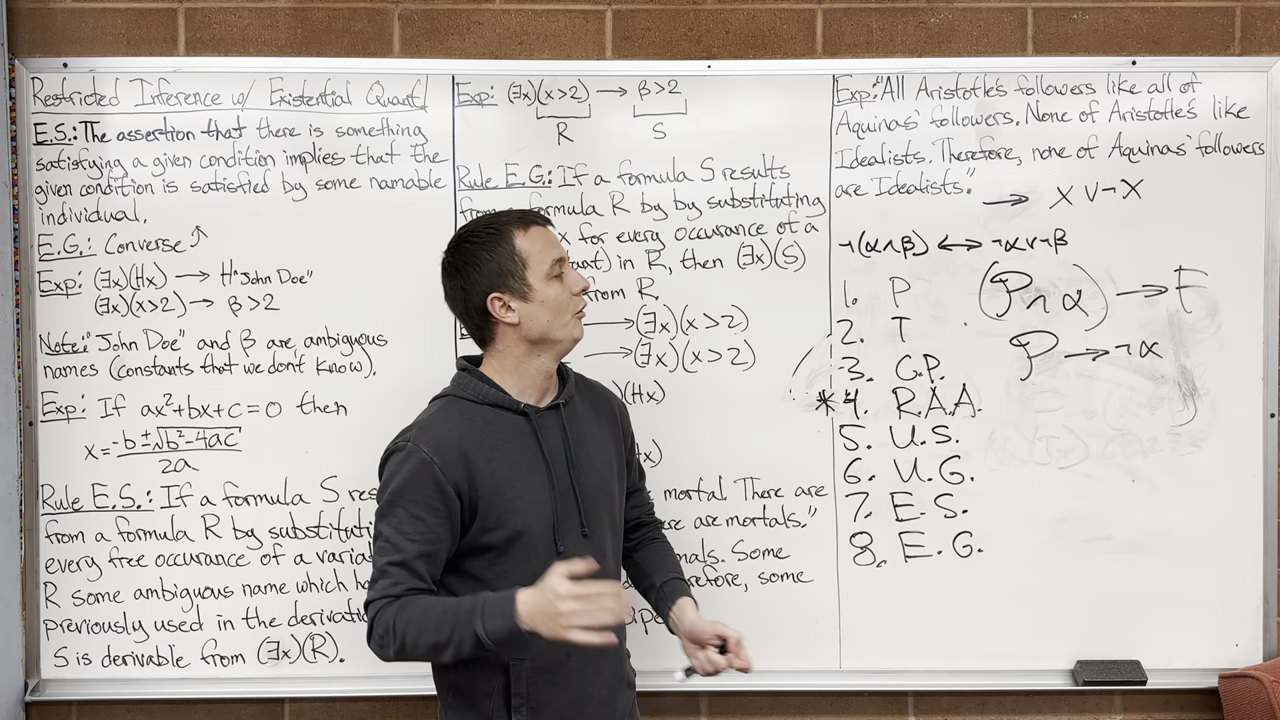 Restricted Inference w/ Existential Quant.
E.S.: The assertion that there is something
satisfying a given condition implies that the
given condition is satisfied by some namable
individual.
E.G.: Converse ↑
Exp: (∃x)(Hx) → H"John Doe"
(∃x)(x>2) → β>2
Note: "John Doe" and β are ambiguous
names (constants that we don't know).
Exp: If ax²+bx+c=0 then
x = -b±√b²-4ac
2a
Rule E.S.: If a formula S res
from a formula R by substituti
every free occurance of a varia
R some ambiguous name which h
previously used in the derivati
S is derivable from (∃x)(R).
Exp: (∃x)(x>2) → β>2
R S
Rule E.G.: If a formula S results
from a formula R by by substituting
x for every occurance of a
in R, then (∃x)(S)
from R.
→ (∃x)(x>2)
→ (∃x)(x>2)
)(Hx)
x)
mortal. There are
are mortals."
mals. Some
refore, some
Exp: "All Aristotle's followers like all of
Aquinas' followers. None of Aristotle's like
Idealists. Therefore, none of Aquinas' followers
are Idealists."
→ X ∨ ¬X
¬(α∧β) ↔ ¬α∨¬β
1. P
2. T
3. C.P.
*4. R.A.A.
5. U.S.
6. U.G.
7. E.S.
8. E.G.
(P ∧ α) → F
P → ¬α